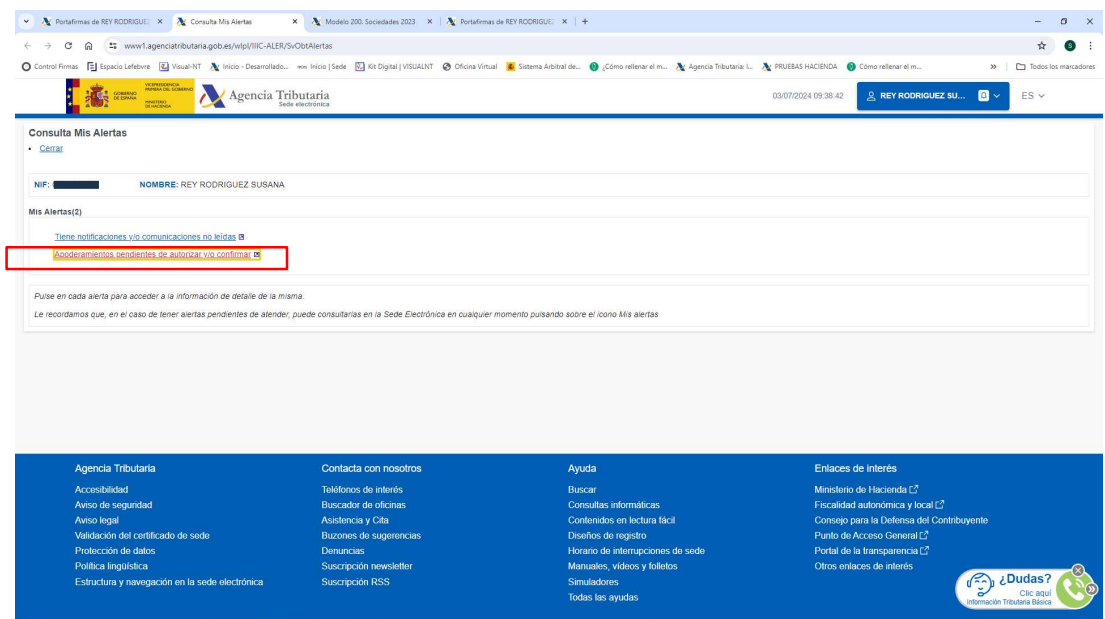 Portafirmas de REY RODRIGUEZ
Consulta Mis Alertas
Modelo 200. Sociedades 2023
Portafirmas de REY RODRIGUEZ
www1.agenciatributaria.gob.es/wlpl/IIIC-ALER/SvObtAlertas
S
Control Firmas
Espacio Lefebvre
Visual-NT
Inicio - Desarrollado...
Inicio | Sede
Kit Digital | VISUALNT
Oficina Virtual
Sistema Arbitral de...
¿Cómo rellenar el m...
Agencia Tributaria: I...
PRUEBAS HACIENDA
Cómo rellenar el m...
Todos los marcadores
GOBIERNO DE ESPAÑA
VICEPRESIDENCIA PRIMERA DEL GOBIERNO
MINISTERIO DE HACIENDA
Agencia Tributaria
Sede electrónica
03/07/2024 09:38:42
REY RODRIGUEZ SU...
ES
Consulta Mis Alertas
• Cerrar
NIF:
NOMBRE: REY RODRIGUEZ SUSANA
Mis Alertas(2)
Tiene notificaciones y/o comunicaciones no leídas
Apoderamientos pendientes de autorizar y/o confirmar
Pulse en cada alerta para acceder a la información de detalle de la misma.
Le recordamos que, en el caso de tener alertas pendientes de atender, puede consultarlas en la Sede Electrónica en cualquier momento pulsando sobre el icono Mis alertas
Agencia Tributaria
Accesibilidad
Aviso de seguridad
Aviso legal
Validación del certificado de sede
Protección de datos
Política lingüística
Estructura y navegación en la sede electrónica
Contacta con nosotros
Teléfonos de interés
Buscador de oficinas
Asistencia y Cita
Buzones de sugerencias
Denuncias
Suscripción newsletter
Suscripción RSS
Ayuda
Buscar
Consultas informáticas
Contenidos en lectura fácil
Diseños de registro
Horario de interrupciones de sede
Manuales, vídeos y folletos
Simuladores
Todas las ayudas
Enlaces de interés
Ministerio de Hacienda
Fiscalidad autonómica y local
Consejo para la Defensa del Contribuyente
Punto de Acceso General
Portal de la transparencia
Otros enlaces de interés
¿Dudas?
Clic aquí
Información Tributaria Básica